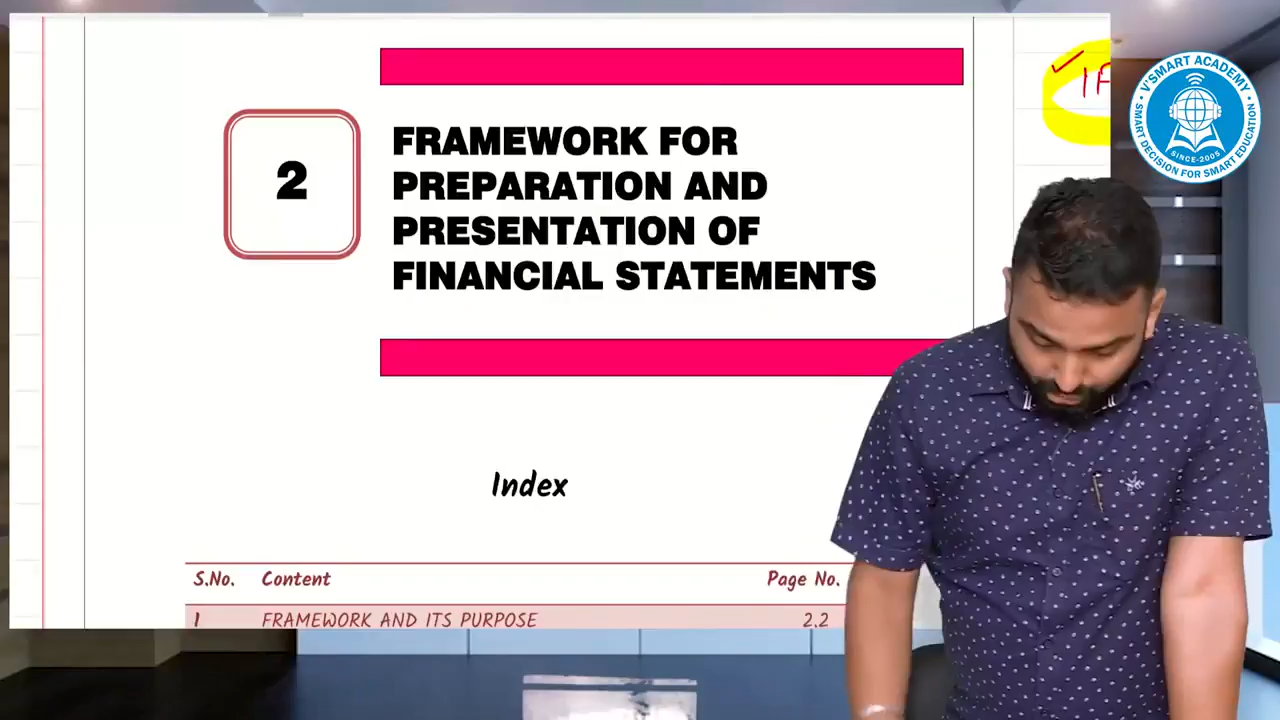 2
FRAMEWORK FOR
PREPARATION AND
PRESENTATION OF
FINANCIAL STATEMENTS
Index
S.No. Content Page No.
1 FRAMEWORK AND ITS PURPOSE 2.2
V'SMART ACADEMY
SINCE-2005
SMART DECISION FOR SMART EDUCATION